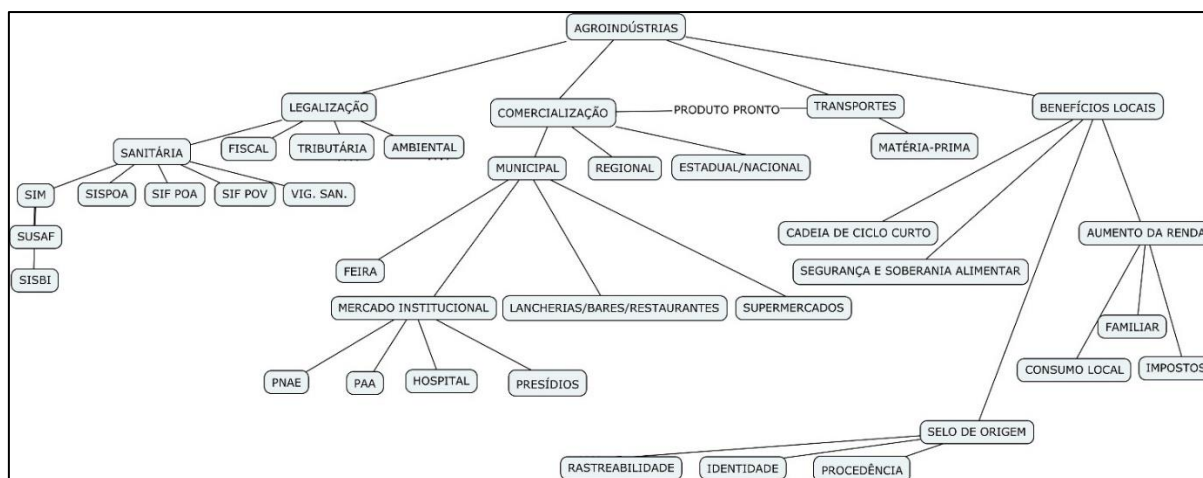 AGROINDÚSTRIAS
LEGALIZAÇÃO
COMERCIALIZAÇÃO
PRODUTO PRONTO
TRANSPORTES
BENEFÍCIOS LOCAIS
SANITÁRIA
FISCAL
TRIBUTÁRIA
AMBIENTAL
MATÉRIA-PRIMA
MUNICIPAL
REGIONAL
ESTADUAL/NACIONAL
SIM
SISPOA
SIF POA
SIF POV
VIG. SAN.
SUSAF
SISBI
CADEIA DE CICLO CURTO
AUMENTO DA RENDA
FEIRA
SEGURANÇA E SOBERANIA ALIMENTAR
MERCADO INSTITUCIONAL
LANCHERIAS/BARES/RESTAURANTES
SUPERMERCADOS
FAMILIAR
PNAE
PAA
HOSPITAL
PRESÍDIOS
CONSUMO LOCAL
IMPOSTOS
SELO DE ORIGEM
RASTREABILIDADE
IDENTIDADE
PROCEDÊNCIA